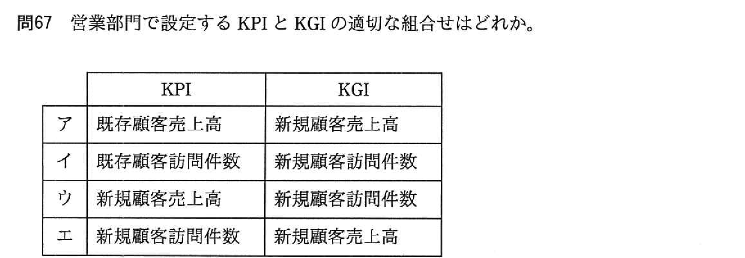 問67 営業部門で設定する KPI と KGI の適切な組合せはどれか。
KPI KGI
ア 既存顧客売上高 新規顧客売上高
イ 既存顧客訪問件数 新規顧客訪問件数
ウ 新規顧客売上高 新規顧客訪問件数
エ 新規顧客訪問件数 新規顧客売上高